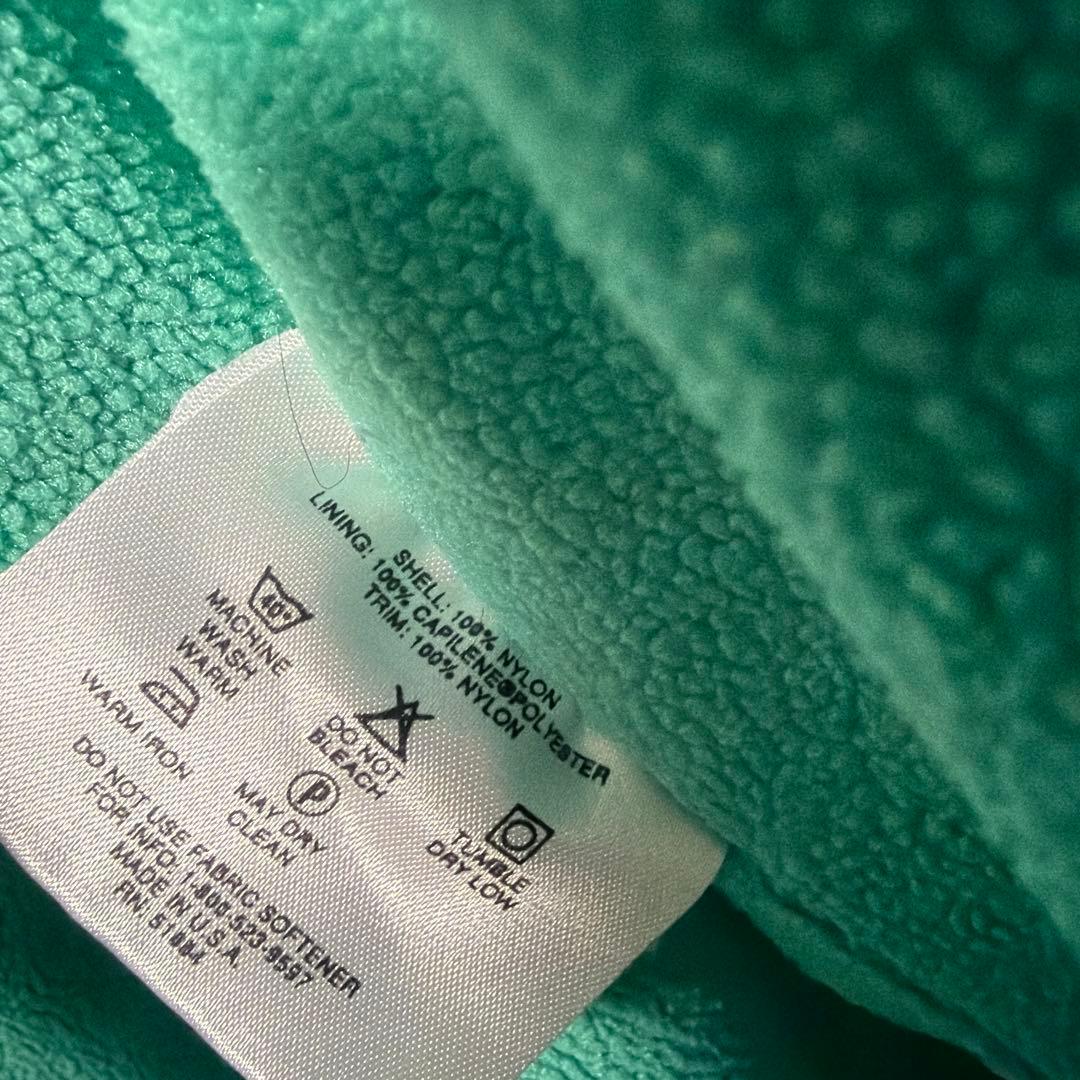 SHELL: 100% NYLON
LINING: 100% CAPILENE®POLYESTER
TRIM: 100% NYLON
40°
MACHINE
WASH
WARM
DO NOT
BLEACH
TUMBLE
DRY LOW
WARM IRON
P
MAY DRY
CLEAN
DO NOT USE FABRIC SOFTENER
FOR INFO: 1-800-523-9597
MADE IN U.S.A.
RN 51884